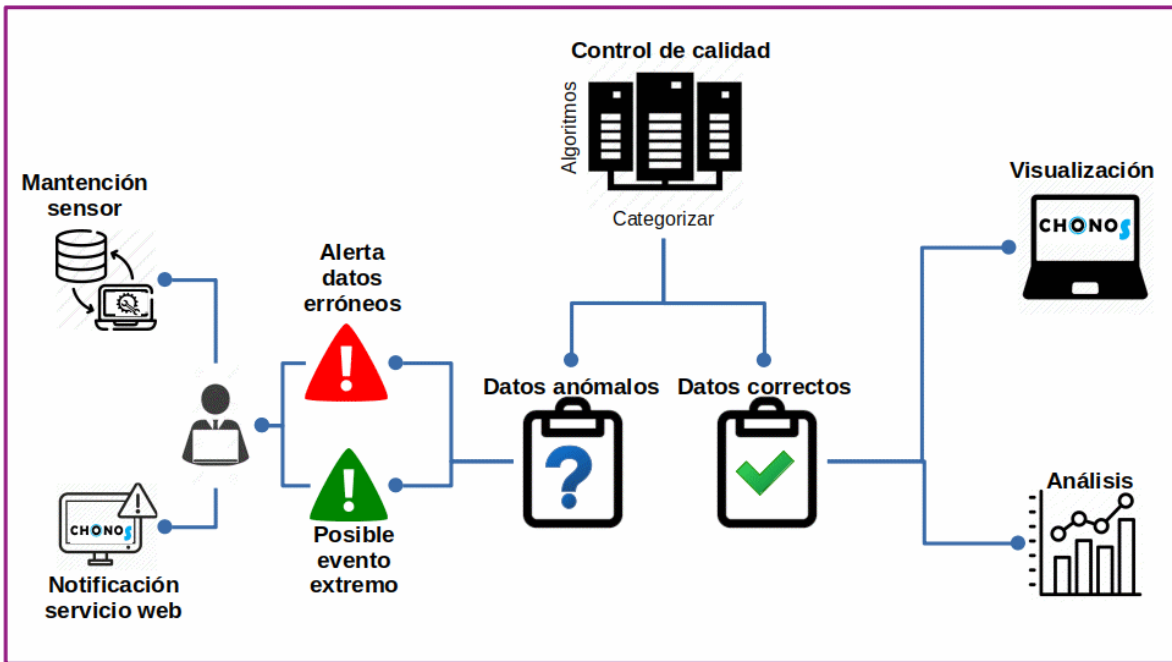 Control de calidad
Algoritmos
Categorizar
Mantención
sensor
Alerta
datos
erróneos
Visualización
CHONOS
Datos anómalos
Datos correctos
CHONOS
Notificación
servicio web
Posible
evento
extremo
Análisis